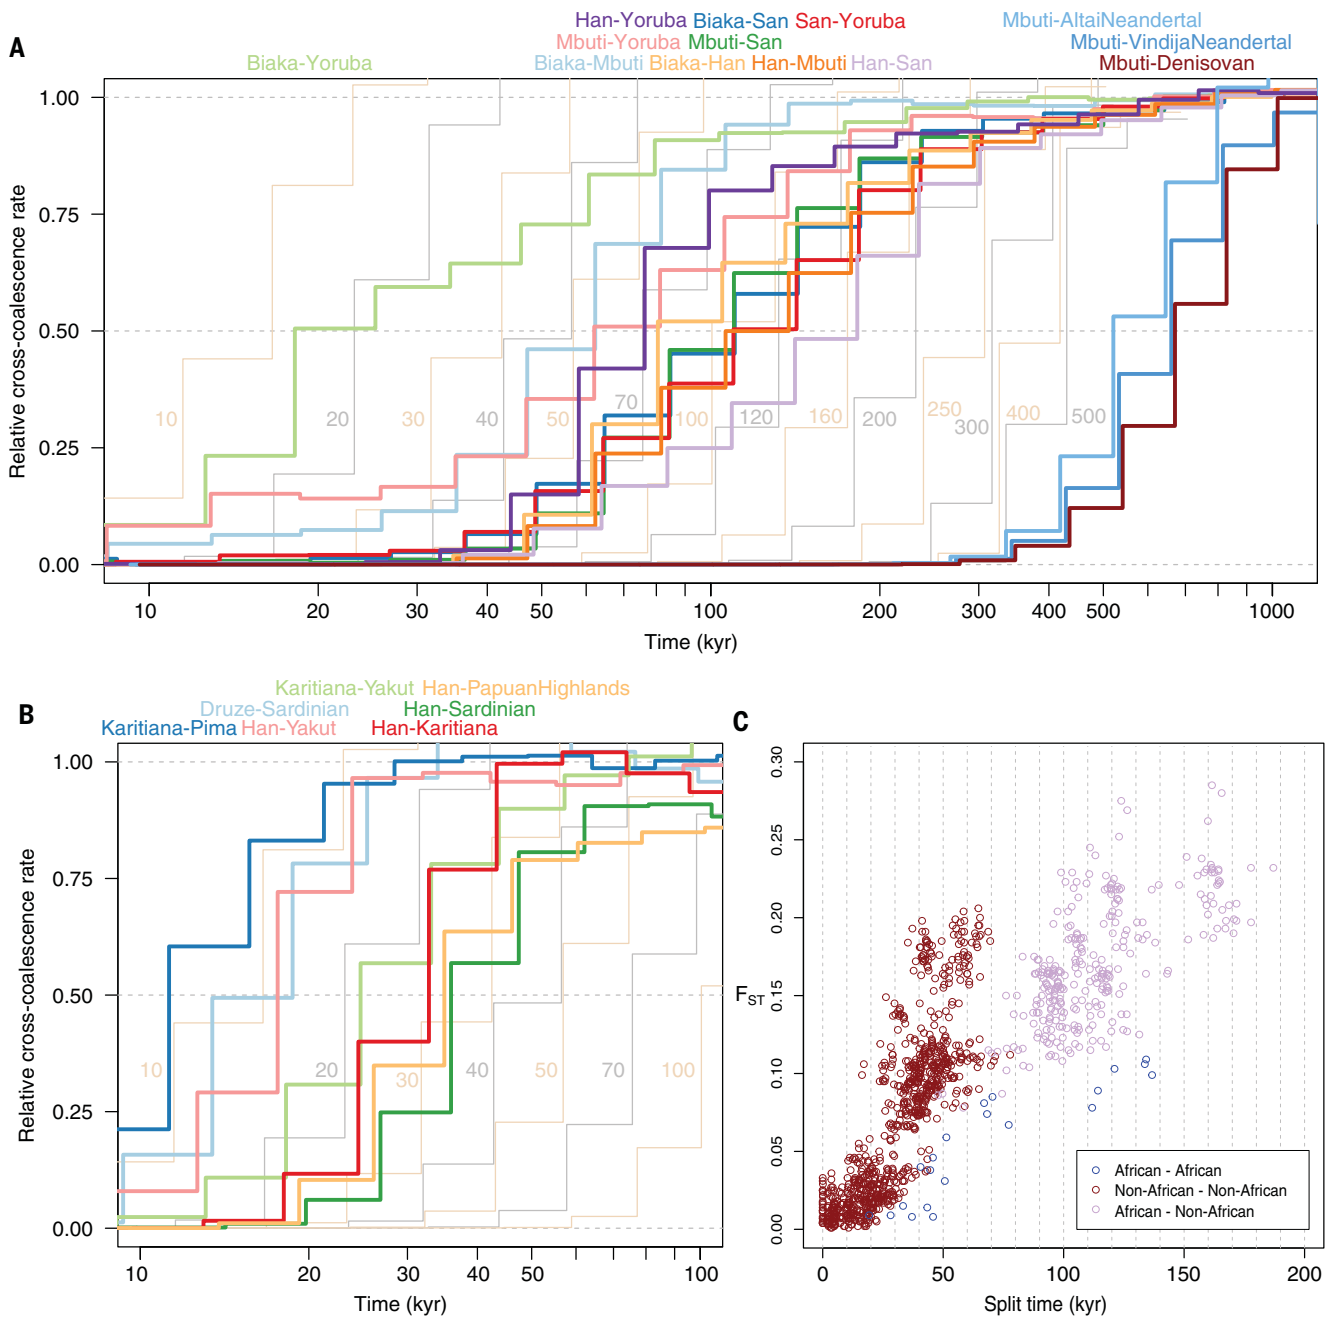 A
Han-Yoruba Biaka-San San-Yoruba Mbuti-AltaiNeandertal
Mbuti-Yoruba Mbuti-San Mbuti-VindijaNeandertal
Biaka-Yoruba Biaka-Mbuti Biaka-Han Han-Mbuti Han-San Mbuti-Denisovan
Relative cross-coalescence rate
1.00
0.75
0.50
0.25
0.00
10 20 30 40 50 70 100 120 160 200 250 300 400 500
10 20 30 40 50 100 200 300 400 500 1000
Time (kyr)
B
Karitiana-Yakut Han-PapuanHighlands
Druze-Sardinian Han-Sardinian
Karitiana-Pima Han-Yakut Han-Karitiana
Relative cross-coalescence rate
1.00
0.75
0.50
0.25
0.00
10 20 30 40 50 70 100
10 20 30 40 50 100
Time (kyr)
C
F_ST
0.30
0.25
0.20
0.15
0.10
0.05
0.00
African - African
Non-African - Non-African
African - Non-African
0 50 100 150 200
Split time (kyr)